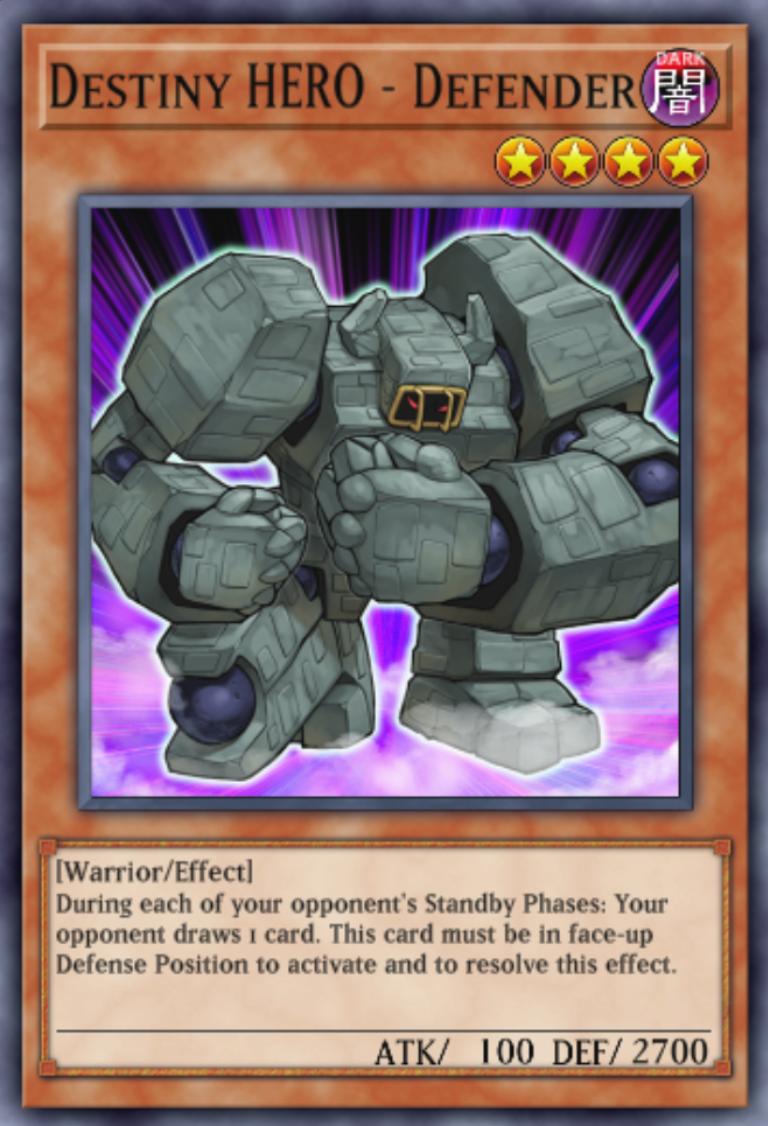 Destiny HERO - Defender
DARK
闇
[Warrior/Effect]
During each of your opponent's Standby Phases: Your
opponent draws 1 card. This card must be in face-up
Defense Position to activate and to resolve this effect.
ATK/ 100 DEF/ 2700